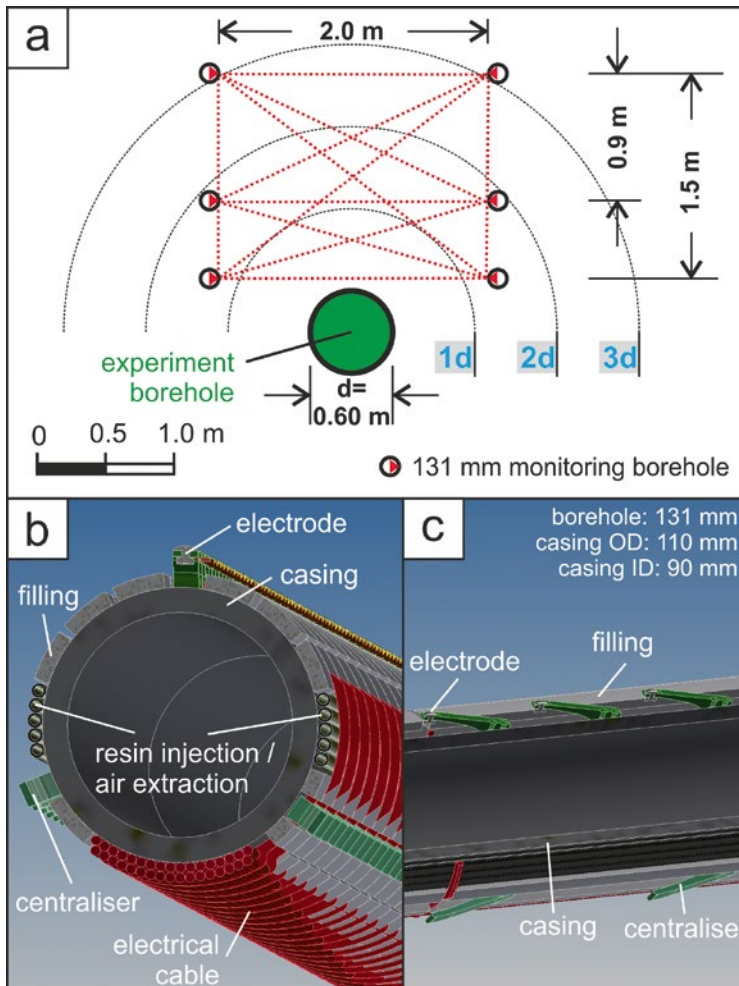 a
2.0 m
0.9 m
1.5 m
experiment
borehole
1d
2d
3d
d=
0.60 m
0
0.5
1.0 m
131 mm monitoring borehole
b
electrode
casing
filling
resin injection /
air extraction
centraliser
electrical
cable
c
borehole: 131 mm
casing OD: 110 mm
casing ID: 90 mm
electrode
filling
casing
centralise